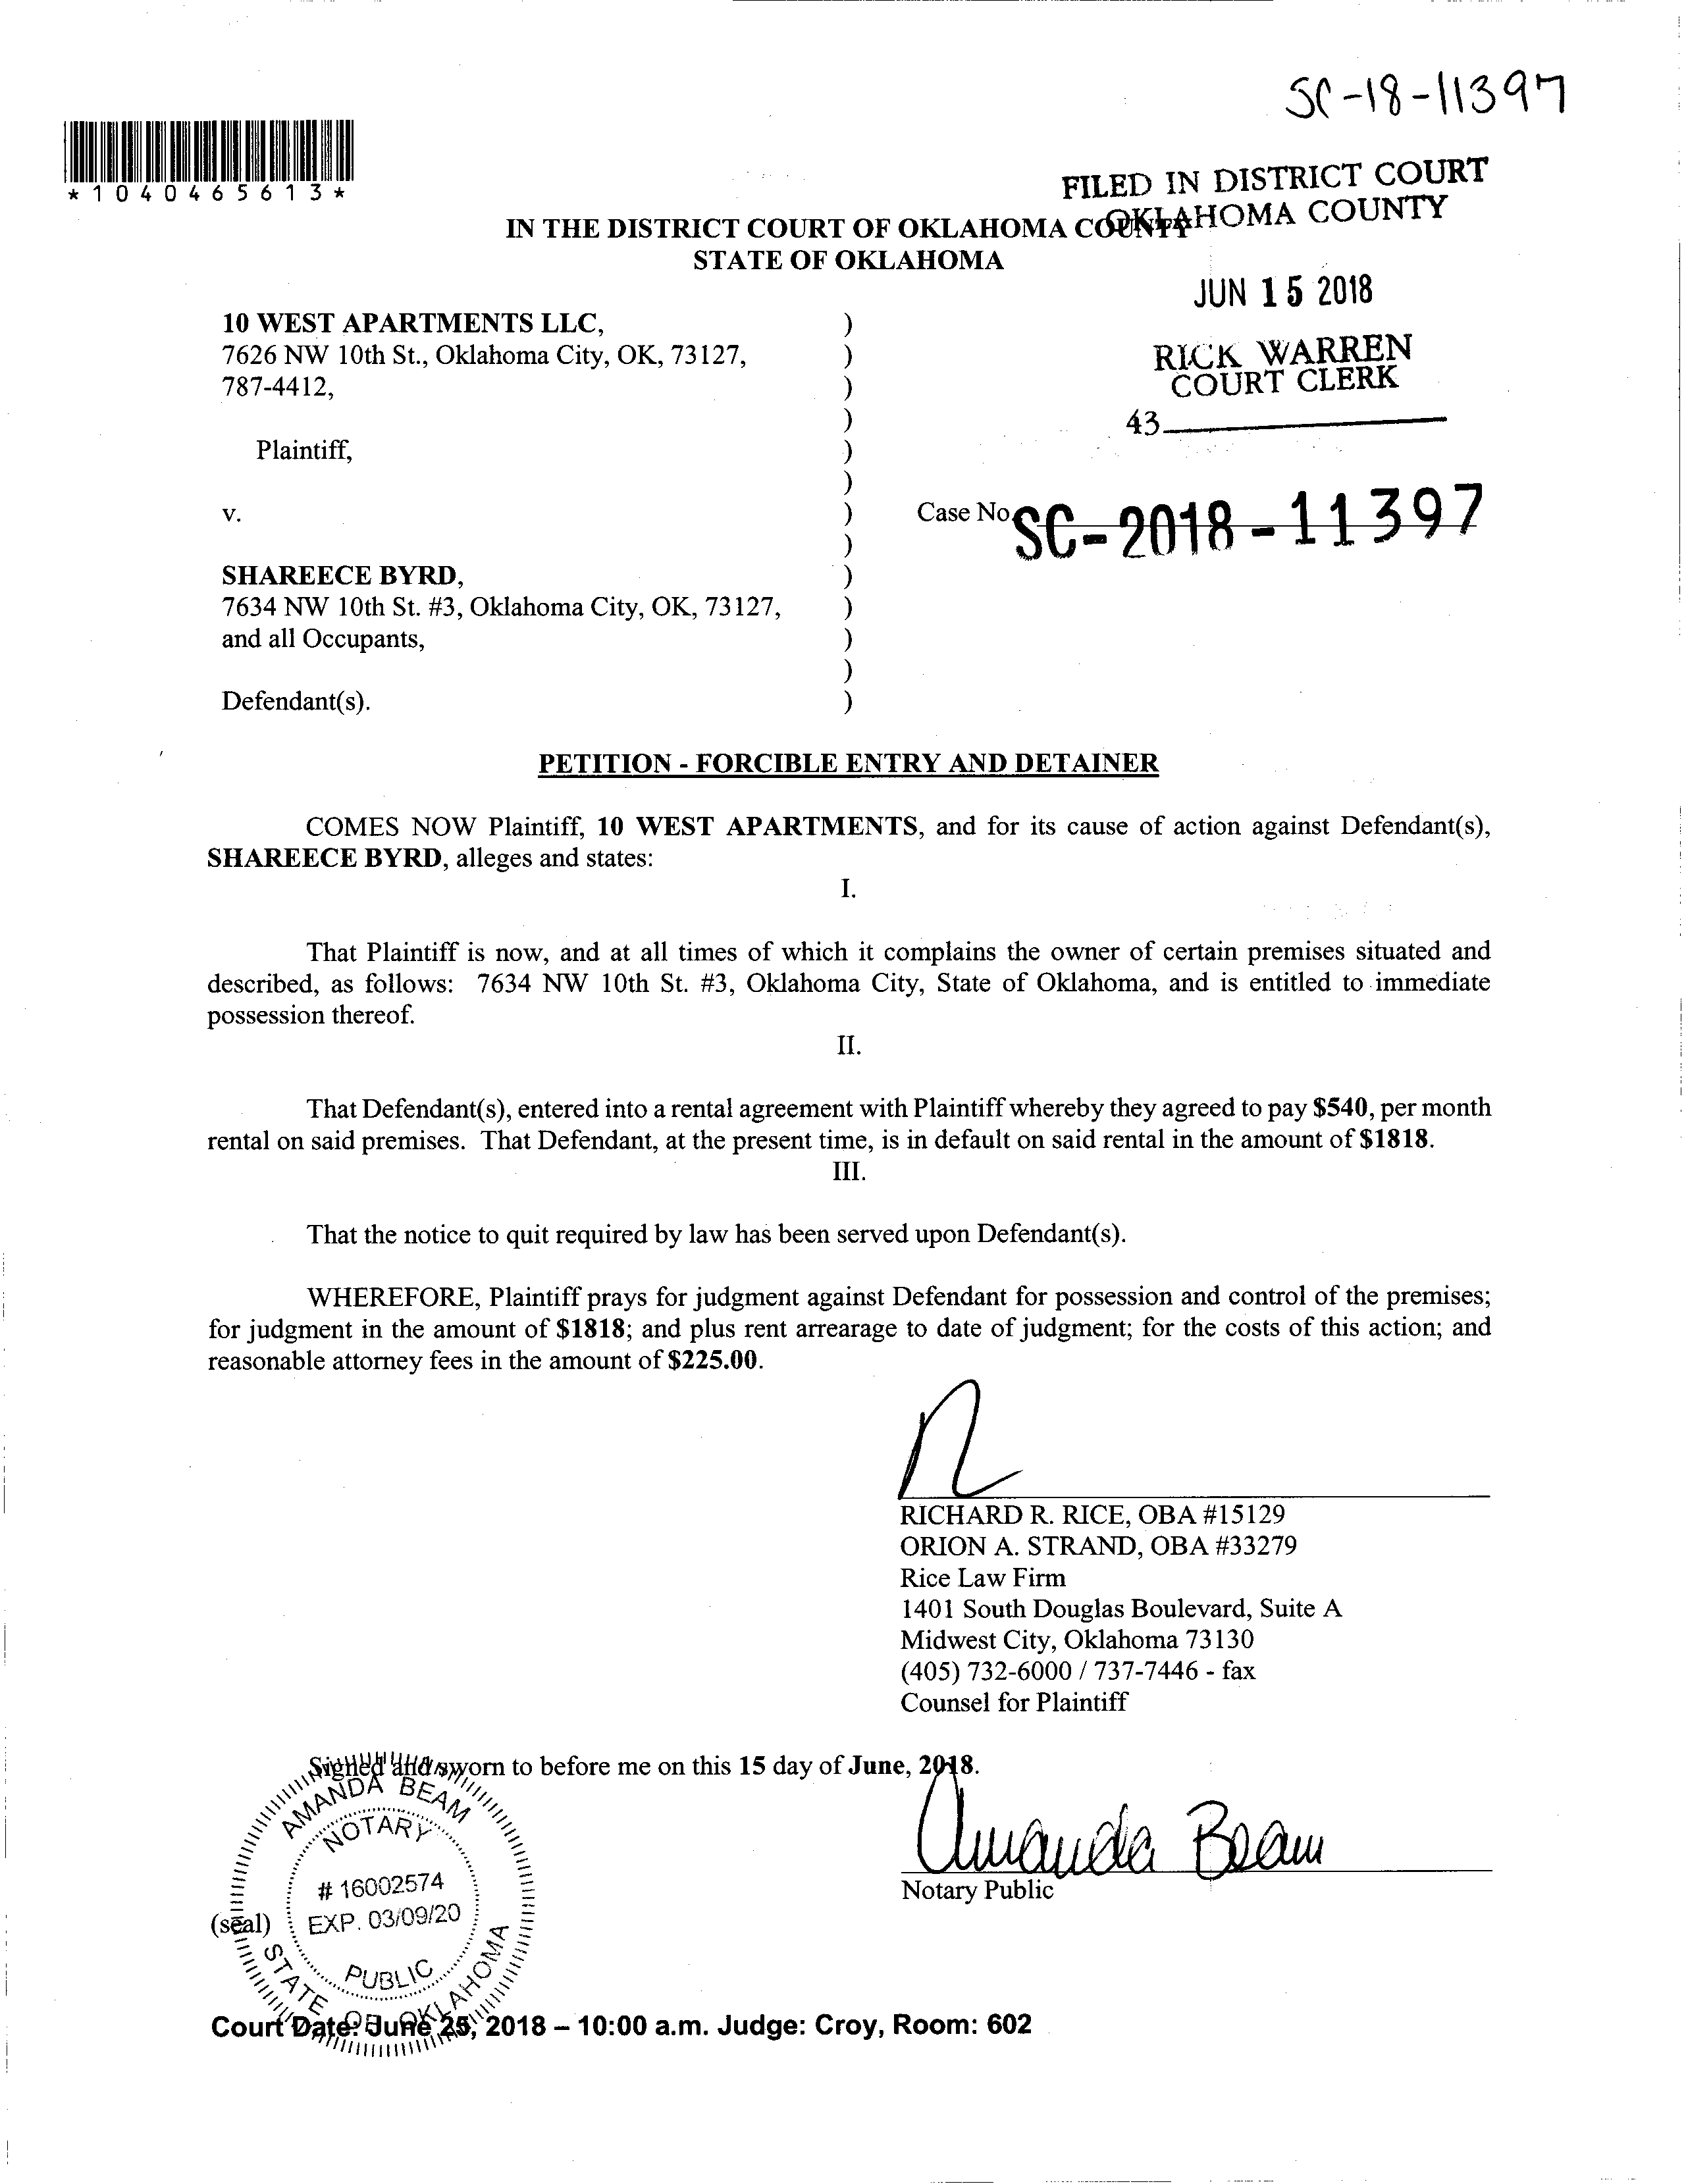 SC-18-11397
*1040465613*
FILED IN DISTRICT COURT
OKLAHOMA COUNTY
IN THE DISTRICT COURT OF OKLAHOMA COUNTY
STATE OF OKLAHOMA
JUN 15 2018
RICK WARREN
COURT CLERK
43
10 WEST APARTMENTS LLC, )
7626 NW 10th St., Oklahoma City, OK, 73127, )
787-4412, )
)
Plaintiff, )
)
v. ) Case No SC-2018-11397
)
SHAREECE BYRD, )
7634 NW 10th St. #3, Oklahoma City, OK, 73127, )
and all Occupants, )
)
Defendant(s). )
PETITION - FORCIBLE ENTRY AND DETAINER
COMES NOW Plaintiff, 10 WEST APARTMENTS, and for its cause of action against Defendant(s),
SHAREECE BYRD, alleges and states:
I.
That Plaintiff is now, and at all times of which it complains the owner of certain premises situated and
described, as follows: 7634 NW 10th St. #3, Oklahoma City, State of Oklahoma, and is entitled to immediate
possession thereof.
II.
That Defendant(s), entered into a rental agreement with Plaintiff whereby they agreed to pay $540, per month
rental on said premises. That Defendant, at the present time, is in default on said rental in the amount of $1818.
III.
That the notice to quit required by law has been served upon Defendant(s).
WHEREFORE, Plaintiff prays for judgment against Defendant for possession and control of the premises;
for judgment in the amount of $1818; and plus rent arrearage to date of judgment; for the costs of this action; and
reasonable attorney fees in the amount of $225.00.
RICHARD R. RICE, OBA #15129
ORION A. STRAND, OBA #33279
Rice Law Firm
1401 South Douglas Boulevard, Suite A
Midwest City, Oklahoma 73130
(405) 732-6000 / 737-7446 - fax
Counsel for Plaintiff
Signed and sworn to before me on this 15 day of June, 2018.
AMANDA BEAM
NOTARY
# 16002574
EXP. 03/09/20
PUBLIC
STATE OF OKLAHOMA
(seal)
Amanda Beam
Notary Public
Court Date: June 25, 2018 – 10:00 a.m. Judge: Croy, Room: 602